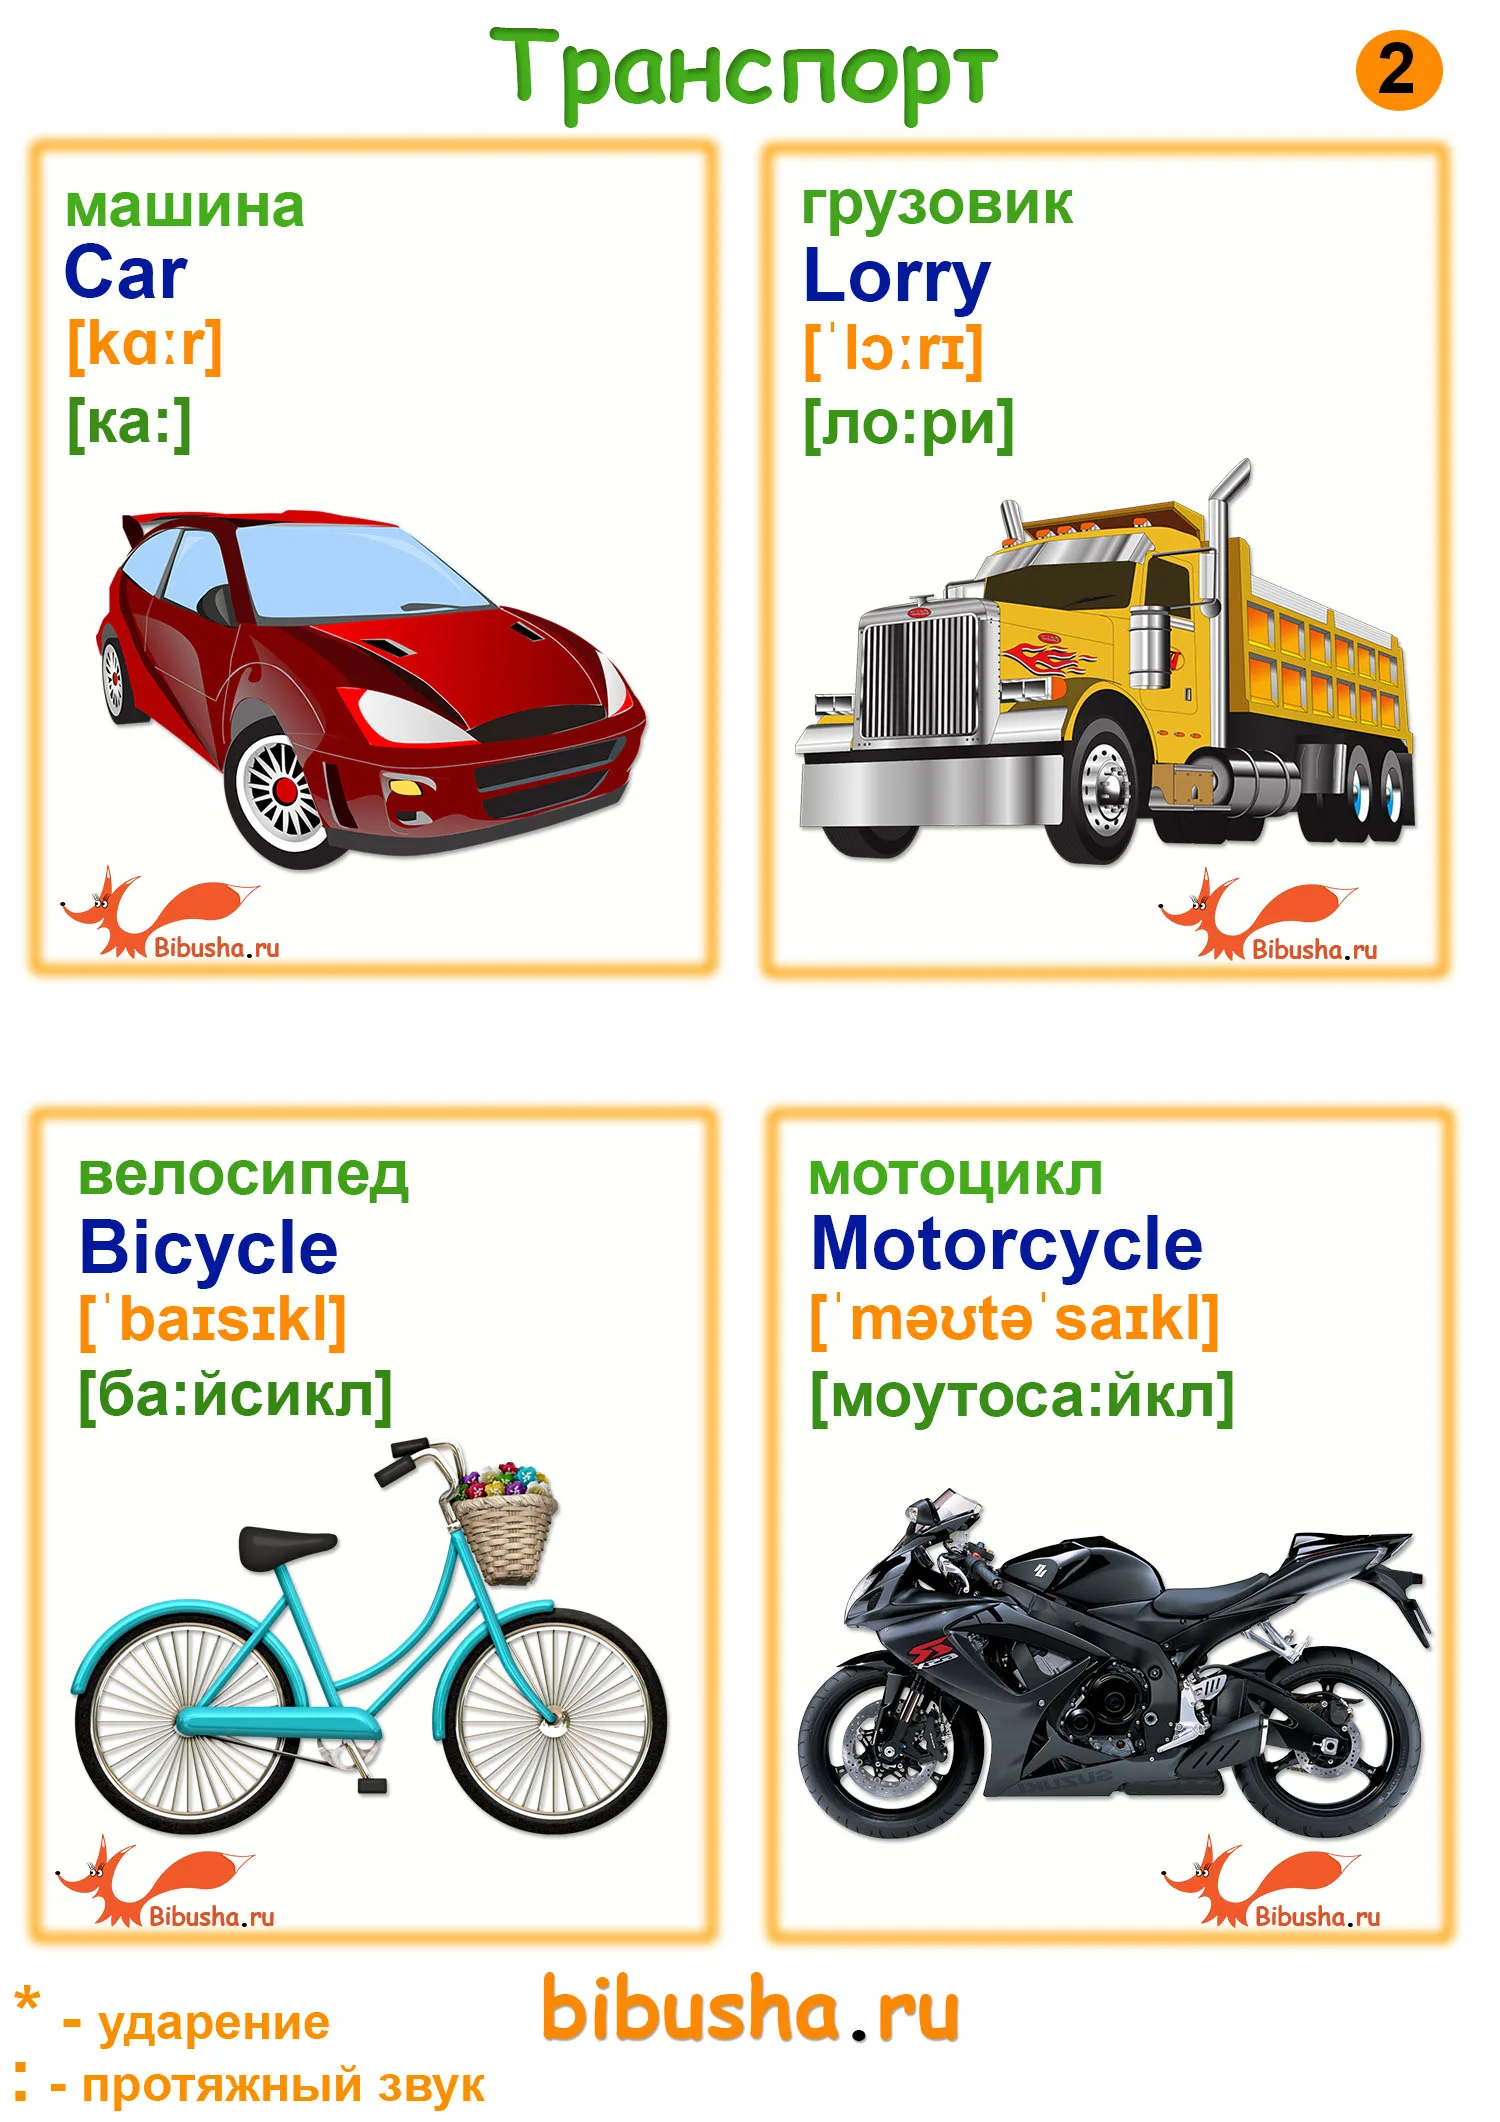 Транспорт
2
машина
Car
[kɑːr]
[ка:]
Bibusha.ru
грузовик
Lorry
[ˈlɔːrɪ]
[ло:ри]
Bibusha.ru
велосипед
Bicycle
[ˈbaɪsɪkl]
[ба:йсикл]
Bibusha.ru
мотоцикл
Motorcycle
[ˈməʊtəˈsaɪkl]
[моутоса:йкл]
Bibusha.ru
* - ударение
: - протяжный звук
bibusha.ru